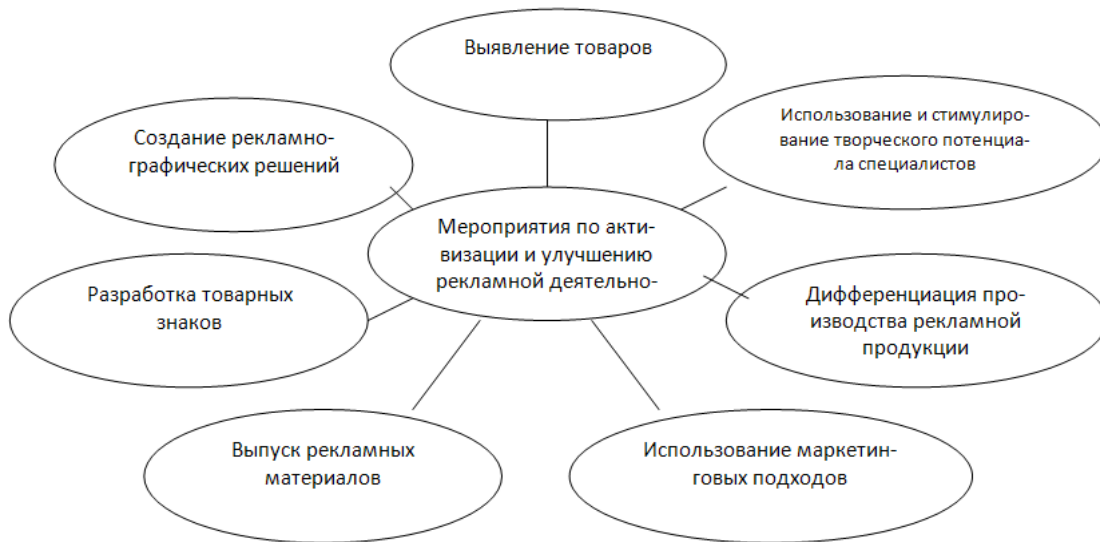 Выявление товаров
Создание рекламно-
графических решений
Использование и стимулиро-
вание творческого потенциа-
ла специалистов
Мероприятия по акти-
визации и улучшению
рекламной деятельно-
Разработка товарных
знаков
Дифференциация про-
изводства рекламной
продукции
Выпуск рекламных
материалов
Использование маркетин-
говых подходов